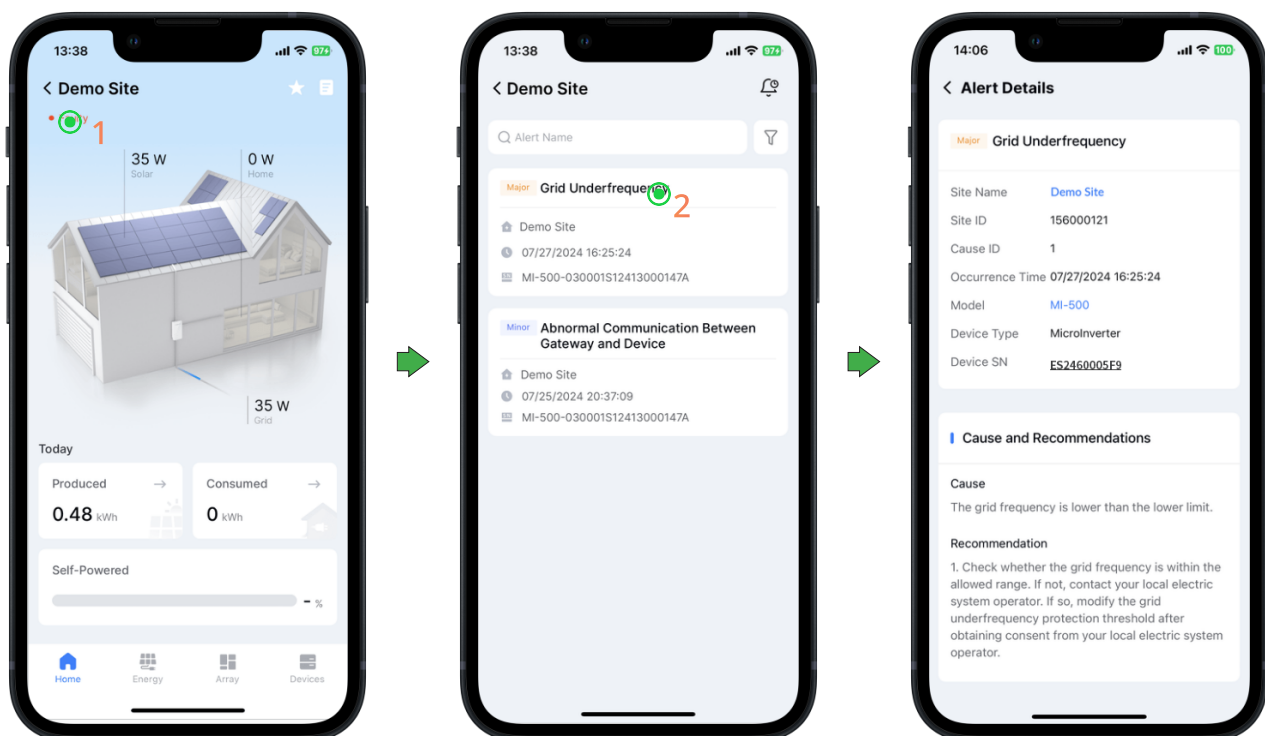 13:38
97
Demo Site
1
35 W
Solar
0 W
Home
35 W
Grid
Today
Produced
0.48 kWh
Consumed
0 kWh
Self-Powered
- %
Home
Energy
Array
Devices
13:38
97
Demo Site
Alert Name
Major Grid Underfrequency
2
Demo Site
07/27/2024 16:25:24
MI-500-030001S12413000147A
Minor Abnormal Communication Between
Gateway and Device
Demo Site
07/25/2024 20:37:09
MI-500-030001S12413000147A
14:06
100
Alert Details
Major Grid Underfrequency
Site Name Demo Site
Site ID 156000121
Cause ID 1
Occurrence Time 07/27/2024 16:25:24
Model MI-500
Device Type MicroInverter
Device SN ES2460005F9
Cause and Recommendations
Cause
The grid frequency is lower than the lower limit.
Recommendation
1. Check whether the grid frequency is within the
allowed range. If not, contact your local electric
system operator. If so, modify the grid
underfrequency protection threshold after
obtaining consent from your local electric system
operator.